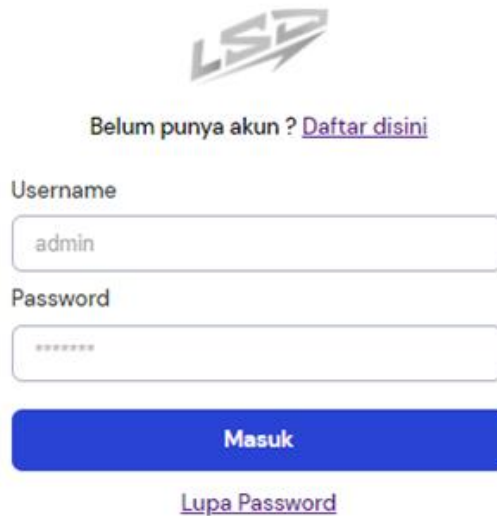 LSD
Belum punya akun ? Daftar disini
Username
admin
Password
*******
Masuk
Lupa Password